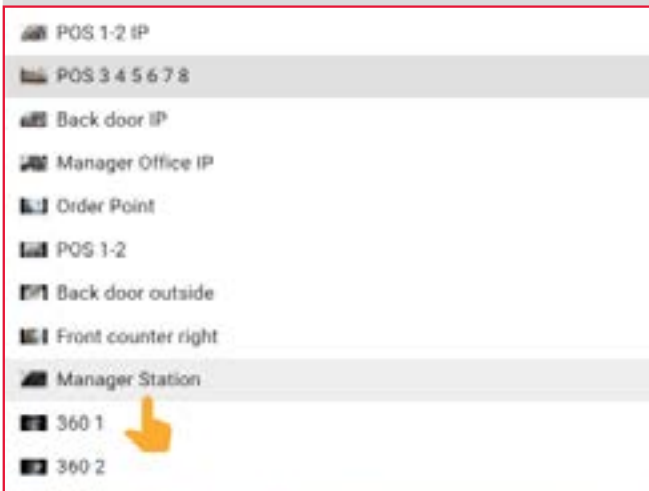 POS 1-2 IP
POS 3 4 5 6 7 8
Back door IP
Manager Office IP
Order Point
POS 1-2
Back door outside
Front counter right
Manager Station
360 1
360 2